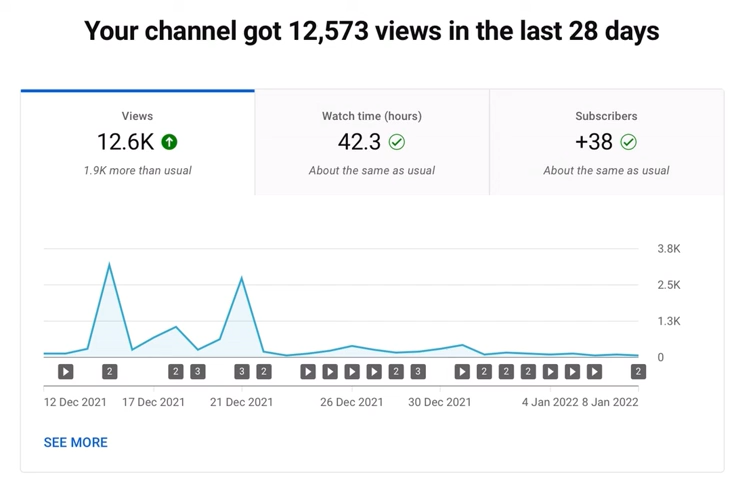 Your channel got 12,573 views in the last 28 days
Views
12.6K
1.9K more than usual
Watch time (hours)
42.3
About the same as usual
Subscribers
+38
About the same as usual
3.8K
2.5K
1.3K
0
2 2 3 3 2 2 3 2 2 2 2
12 Dec 2021 17 Dec 2021 21 Dec 2021 26 Dec 2021 30 Dec 2021 4 Jan 2022 8 Jan 2022
SEE MORE